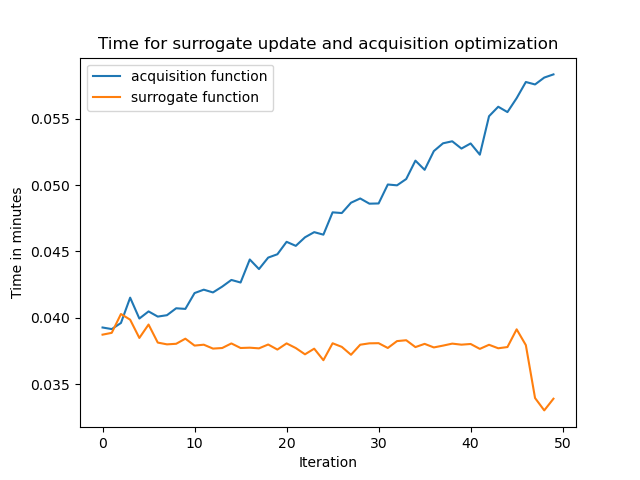 Time for surrogate update and acquisition optimization
acquisition function
surrogate function
0.055
0.050
0.045
0.040
0.035
Time in minutes
0 10 20 30 40 50
Iteration